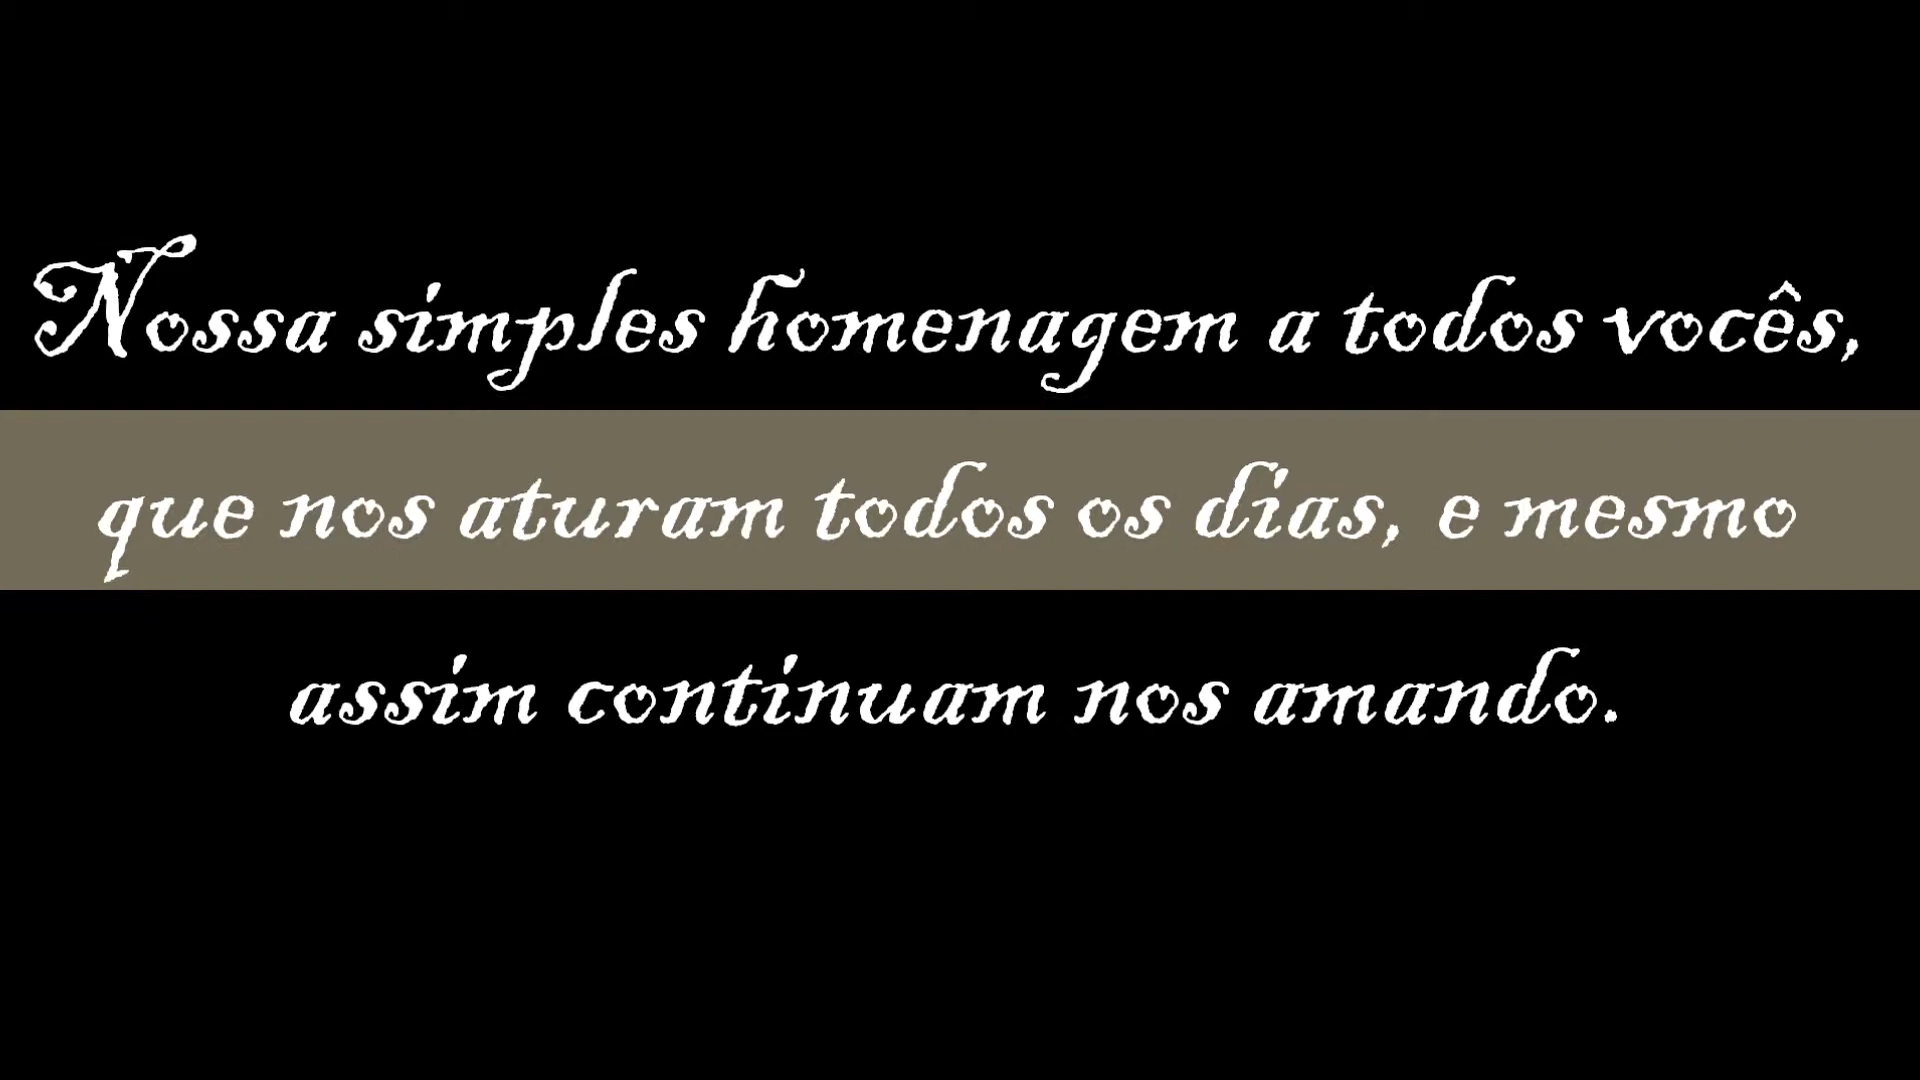 Nossa simples homenagem a todos vocês,
que nos aturam todos os dias, e mesmo
assim continuam nos amando.